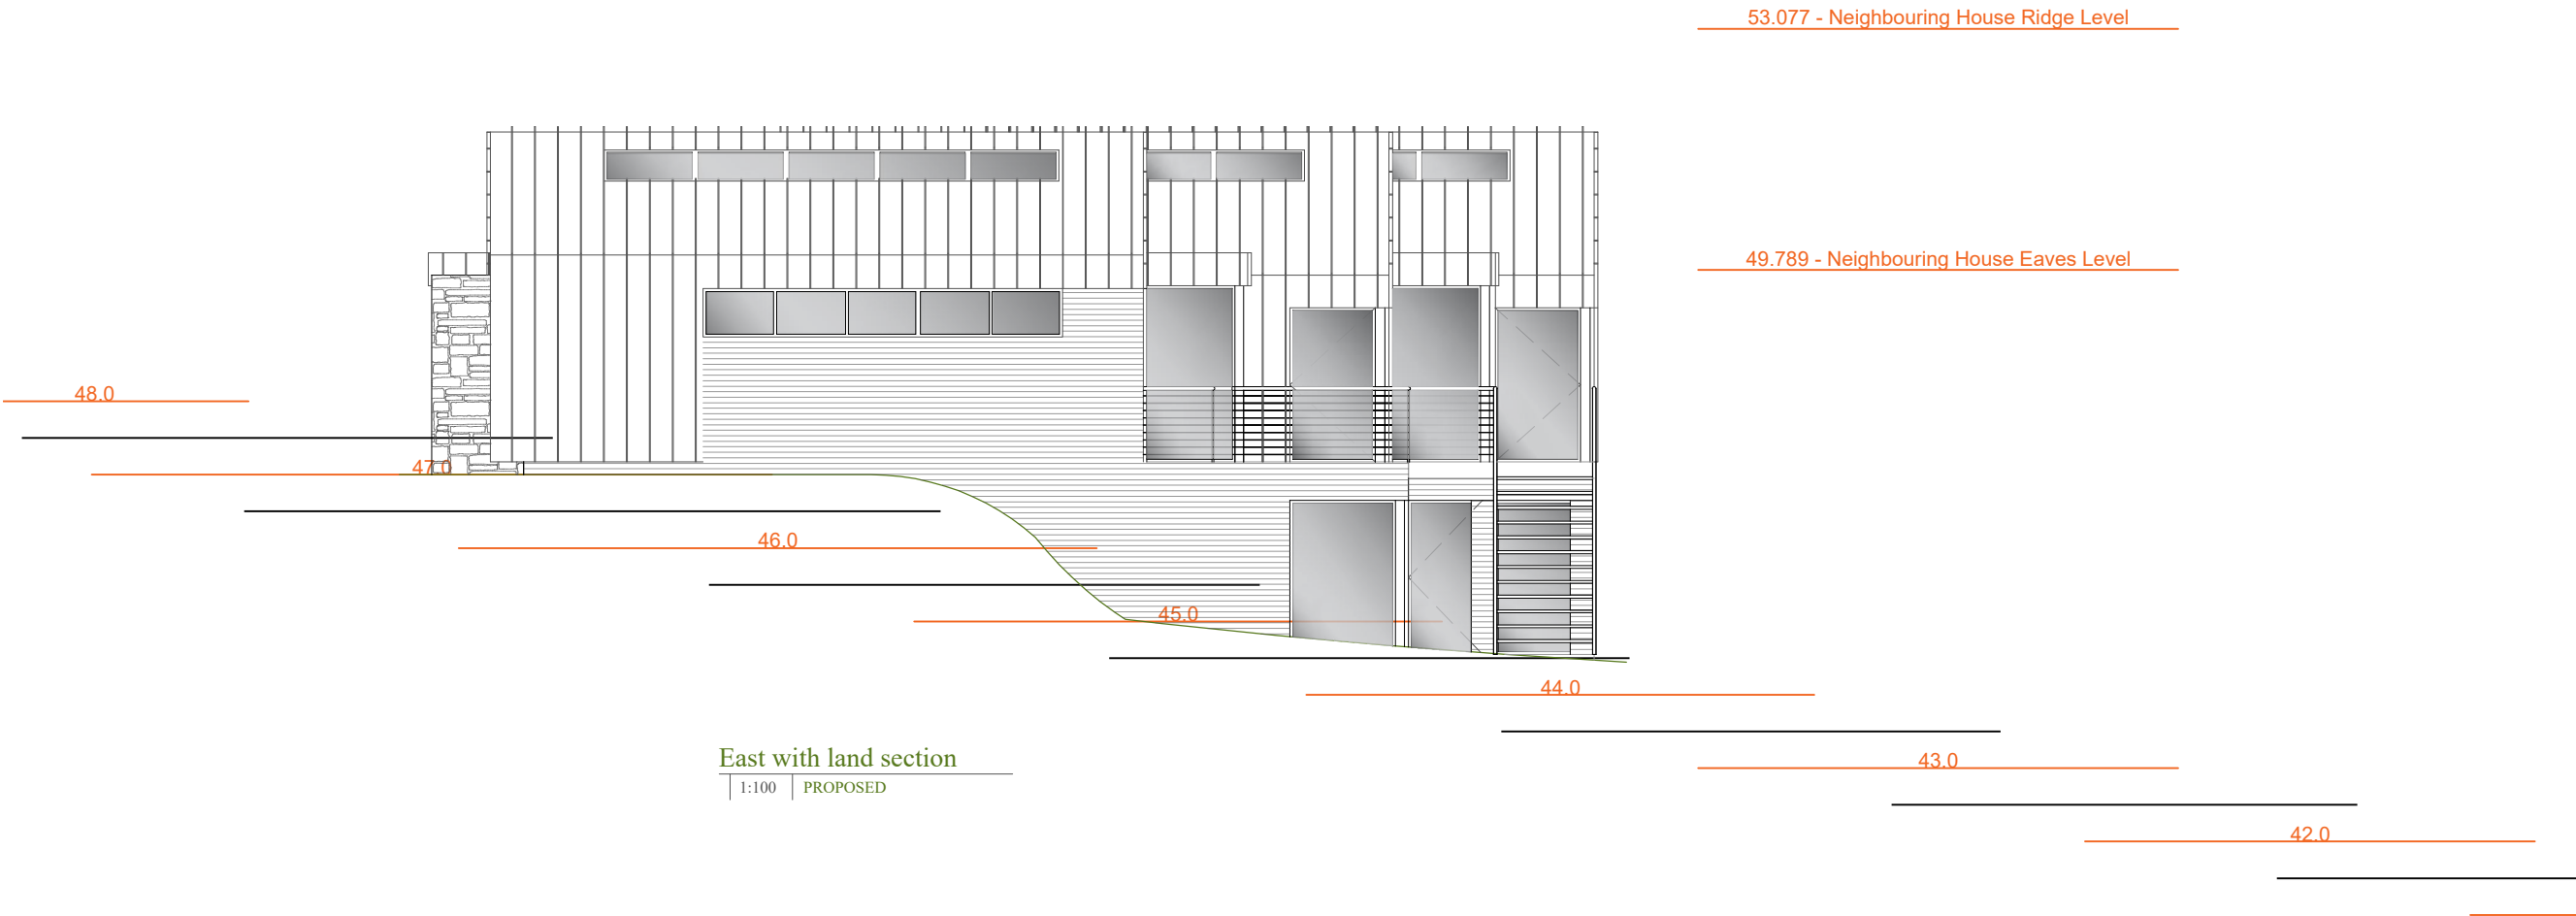 53.077 - Neighbouring House Ridge Level
49.789 - Neighbouring House Eaves Level
48.0
47.0
46.0
45.0
44.0
East with land section
1:100 PROPOSED
43.0
42.0